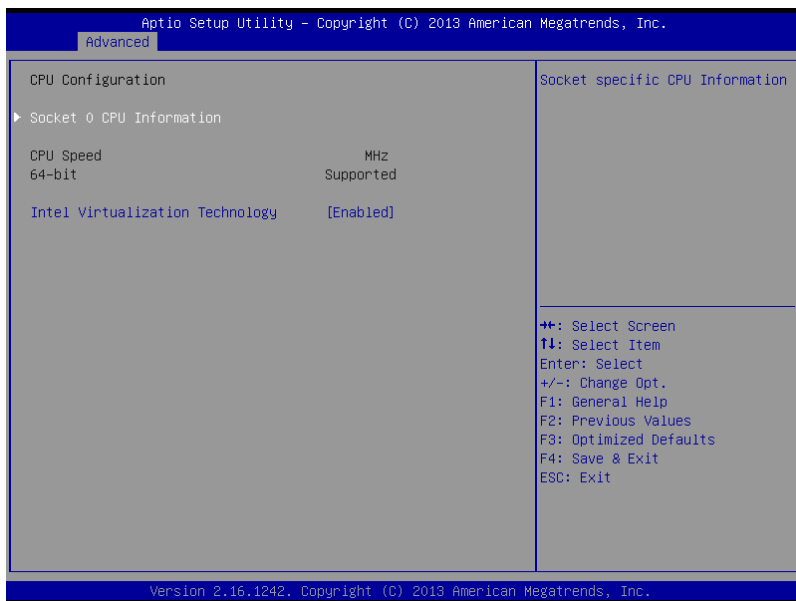 Aptio Setup Utility – Copyright (C) 2013 American Megatrends, Inc.
Advanced
CPU Configuration
Socket 0 CPU Information
CPU Speed MHz
64-bit Supported
Intel Virtualization Technology [Enabled]
Socket specific CPU Information
→←: Select Screen
↑↓: Select Item
Enter: Select
+/-: Change Opt.
F1: General Help
F2: Previous Values
F3: Optimized Defaults
F4: Save & Exit
ESC: Exit
Version 2.16.1242. Copyright (C) 2013 American Megatrends, Inc.